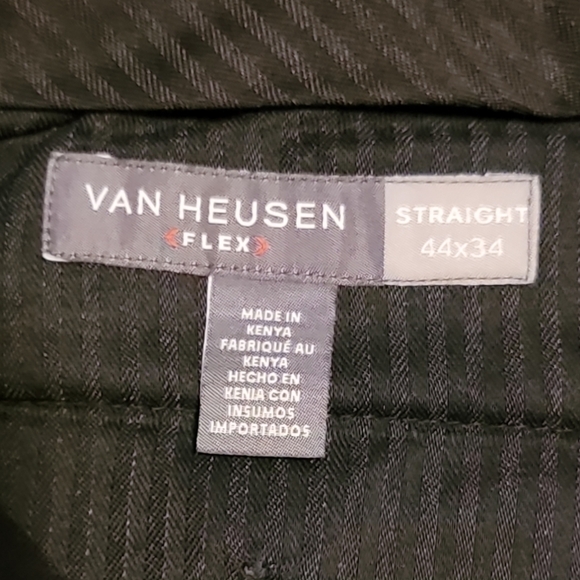 VAN HEUSEN
FLEX
STRAIGHT
44x34
MADE IN
KENYA
FABRIQUÉ AU
KENYA
HECHO EN
KENIA CON
INSUMOS
IMPORTADOS